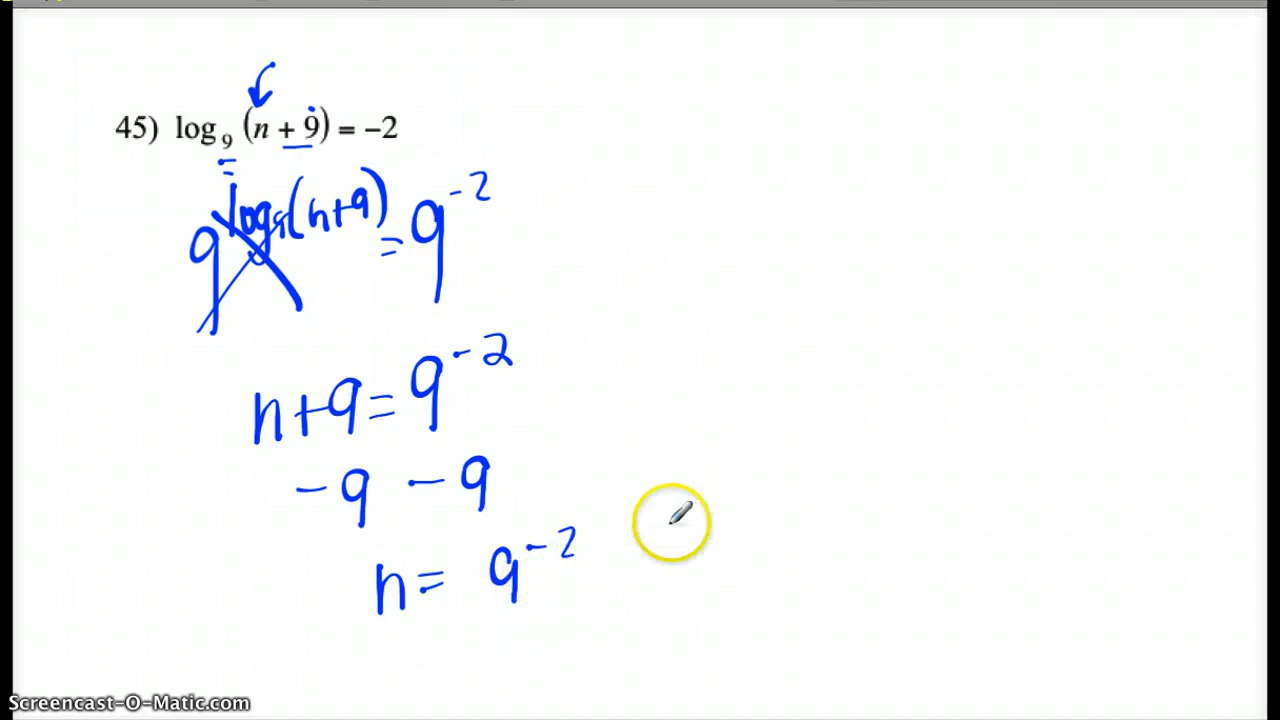 45) log₉ (n + 9) = −2
9^log₉(n+9) = 9^-2
n+9 = 9^-2
-9 -9
n = 9^-2
Screencast-O-Matic.com